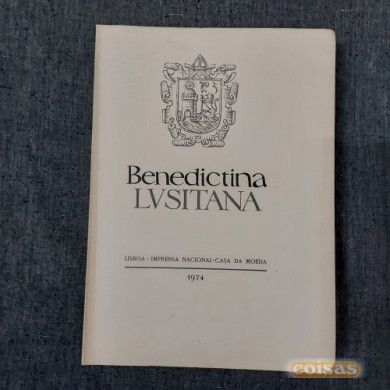 Benedictina
LVSITANA
LISBOA · IMPRENSA NACIONAL-CASA DA MOEDA
1974
coisas